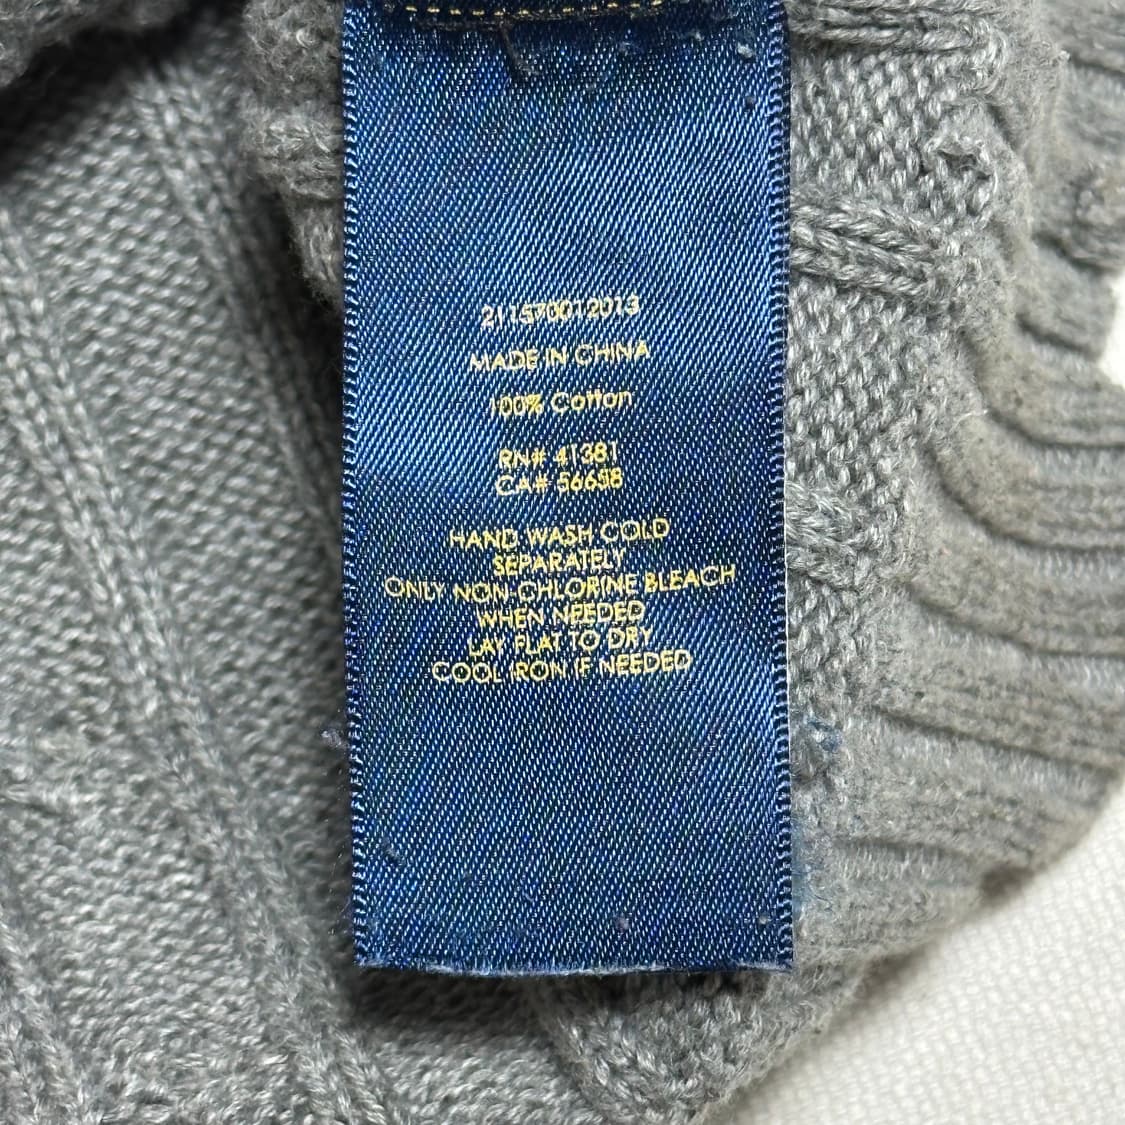 211570012013
MADE IN CHINA
100% Cotton
RN# 41381
CA# 56658
HAND WASH COLD
SEPARATELY
ONLY NON-CHLORINE BLEACH
WHEN NEEDED
LAY FLAT TO DRY
COOL IRON IF NEEDED